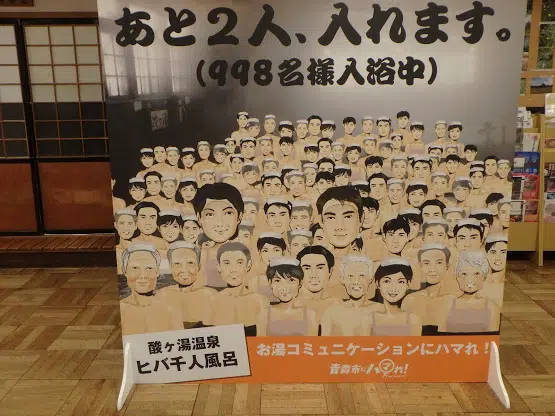 あと2人、入れます。
(998名様入浴中)
酸ヶ湯温泉
ヒバ千人風呂
お湯コミュニケーションにハマれ!
青森市にハマれ!